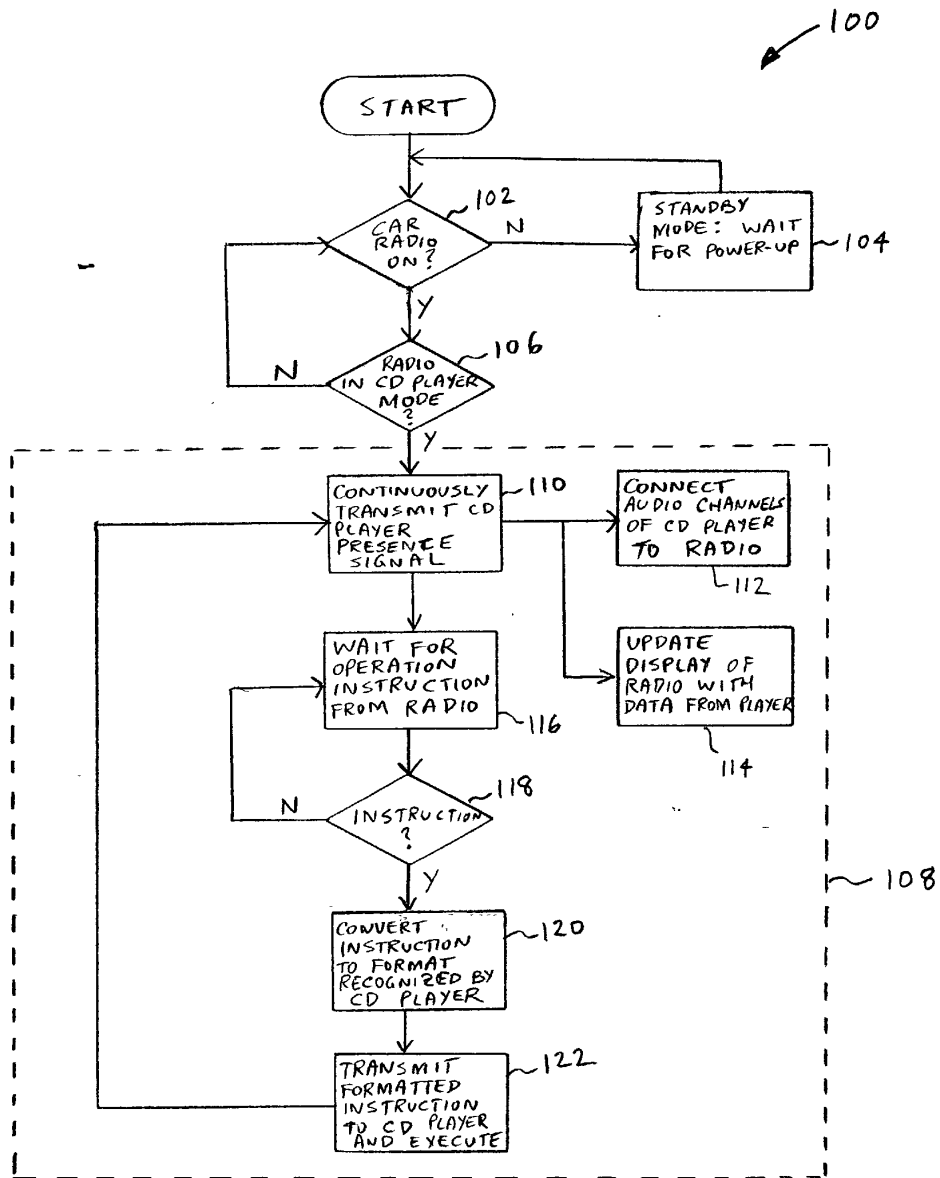 100
START
102
CAR
RADIO
ON?
N
STANDBY
MODE: WAIT
FOR POWER-UP
104
Y
106
RADIO
IN CD PLAYER
MODE
?
N
Y
CONTINUOUSLY
TRANSMIT CD
PLAYER
PRESENCE
SIGNAL
110
CONNECT
AUDIO CHANNELS
OF CD PLAYER
TO RADIO
112
WAIT FOR
OPERATION
INSTRUCTION
FROM RADIO
116
UPDATE
DISPLAY OF
RADIO WITH
DATA FROM PLAYER
114
118
INSTRUCTION
?
N
Y
108
CONVERT
INSTRUCTION
TO FORMAT
RECOGNIZED BY
CD PLAYER
120
TRANSMIT
FORMATTED
INSTRUCTION
TO CD PLAYER
AND EXECUTE
122